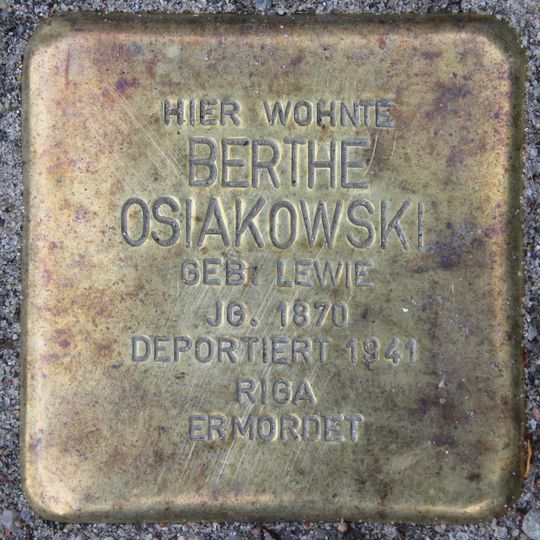 HIER WOHNTE
BERTHE
OSIAKOWSKI
GEB. LEWIE
JG. 1870
DEPORTIERT 1941
RIGA
ERMORDET